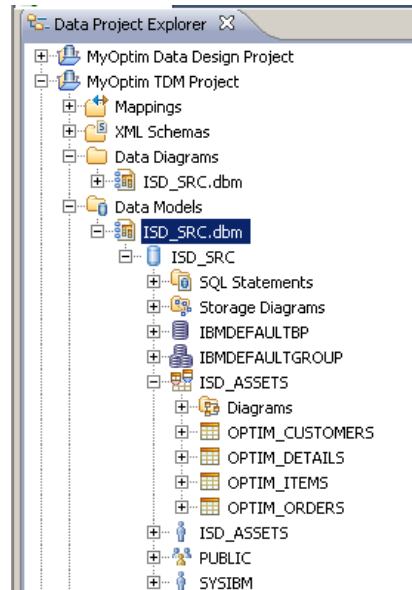 Data Project Explorer
MyOptim Data Design Project
MyOptim TDM Project
Mappings
XML Schemas
Data Diagrams
ISD_SRC.dbm
Data Models
ISD_SRC.dbm
ISD_SRC
SQL Statements
Storage Diagrams
IBMDEFAULTBP
IBMDEFAULTGROUP
ISD_ASSETS
Diagrams
OPTIM_CUSTOMERS
OPTIM_DETAILS
OPTIM_ITEMS
OPTIM_ORDERS
ISD_ASSETS
PUBLIC
SYSIBM